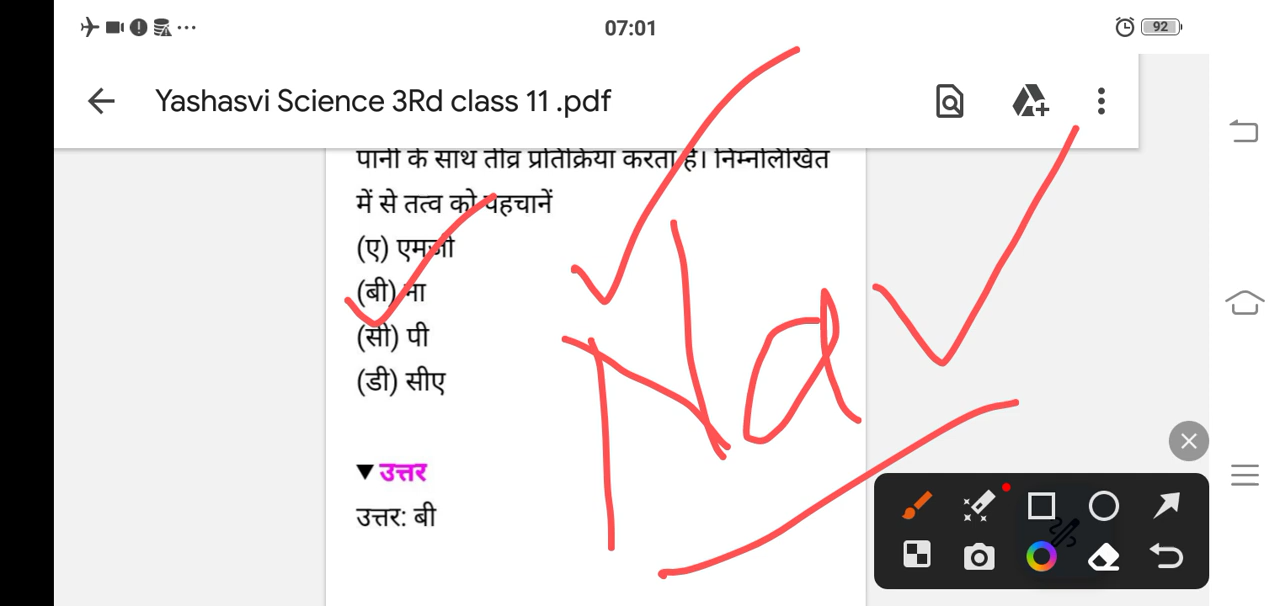 07:01
92
Yashasvi Science 3Rd class 11 .pdf
पानी के साथ तीव्र प्रतिक्रिया करता है। निम्नलिखित
में से तत्व को पहचानें
(ए) एमजी
(बी) ना
(सी) पी
(डी) सीए
Na
▼ उत्तर
उत्तर: बी